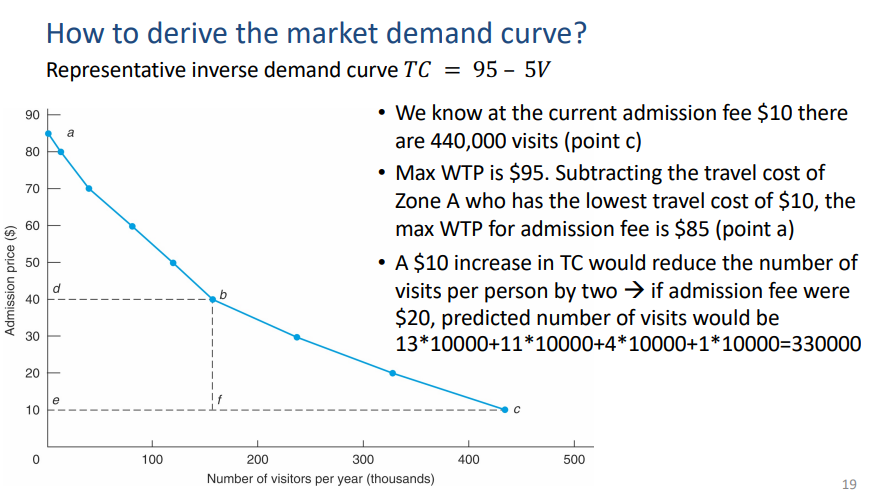 How to derive the market demand curve?
Representative inverse demand curve 𝑇𝐶 = 95 – 5𝑉
• We know at the current admission fee $10 there
are 440,000 visits (point c)
• Max WTP is $95. Subtracting the travel cost of
Zone A who has the lowest travel cost of $10, the
max WTP for admission fee is $85 (point a)
• A $10 increase in TC would reduce the number of
visits per person by two → if admission fee were
$20, predicted number of visits would be
13*10000+11*10000+4*10000+1*10000=330000
Admission price ($)
90
80
70
60
50
40
30
20
10
0
100
200
300
400
500
a
b
c
d
e
f
Number of visitors per year (thousands)
19